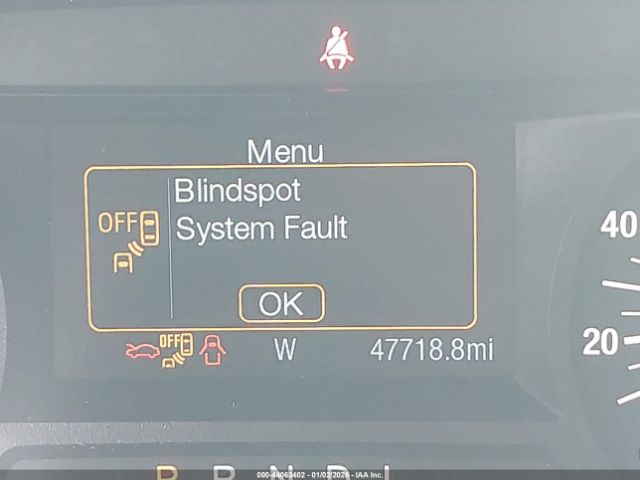 Menu
Blindspot
OFF
System Fault
OK
OFF
W
47718.8mi
40
20
P R N D L
000-44063402 - 01/02/2026 - IAA Inc.